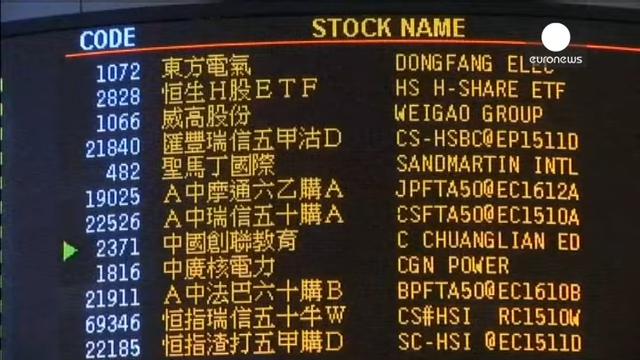 CODE STOCK NAME
euronews
1072 東方電氣 DONGFANG ELEC
2828 恒生H股ETF HS H-SHARE ETF
1066 威高股份 WEIGAO GROUP
21840 匯豐瑞信五甲沽D CS-HSBC@EP1511D
482 聖馬丁國際 SANDMARTIN INTL
19025 A中摩通六乙購A JPFTA50@EC1612A
22526 A中瑞信五十購A CSFTA50@EC1510A
2371 中國創聯教育 C CHUANGLIAN ED
1816 中廣核電力 CGN POWER
21911 A中法巴六十購B BPFTA50@EC1610B
69346 恒指瑞信五十牛W CS#HSI RC1510W
22185 恒指渣打五甲購D SC-HSI @EC1511D